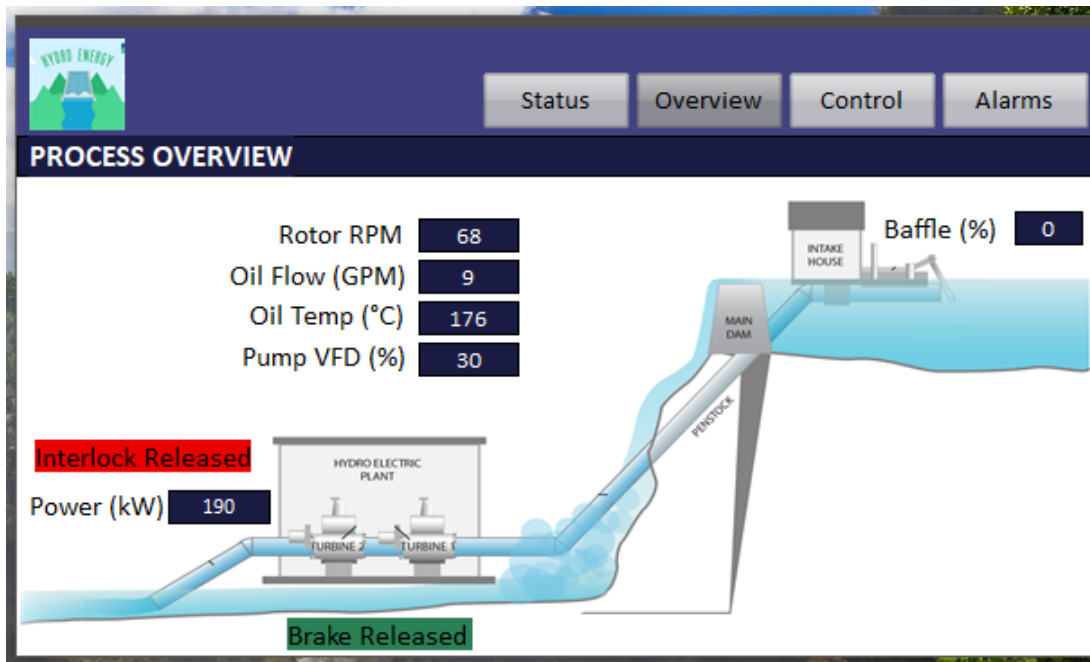 HYDRO ENERGY
Status
Overview
Control
Alarms
PROCESS OVERVIEW
Rotor RPM 68
Oil Flow (GPM) 9
Oil Temp (°C) 176
Pump VFD (%) 30
Baffle (%) 0
INTAKE
HOUSE
MAIN
DAM
PENSTOCK
Interlock Released
Power (kW) 190
HYDRO ELECTRIC
PLANT
TURBINE 2
TURBINE 1
Brake Released